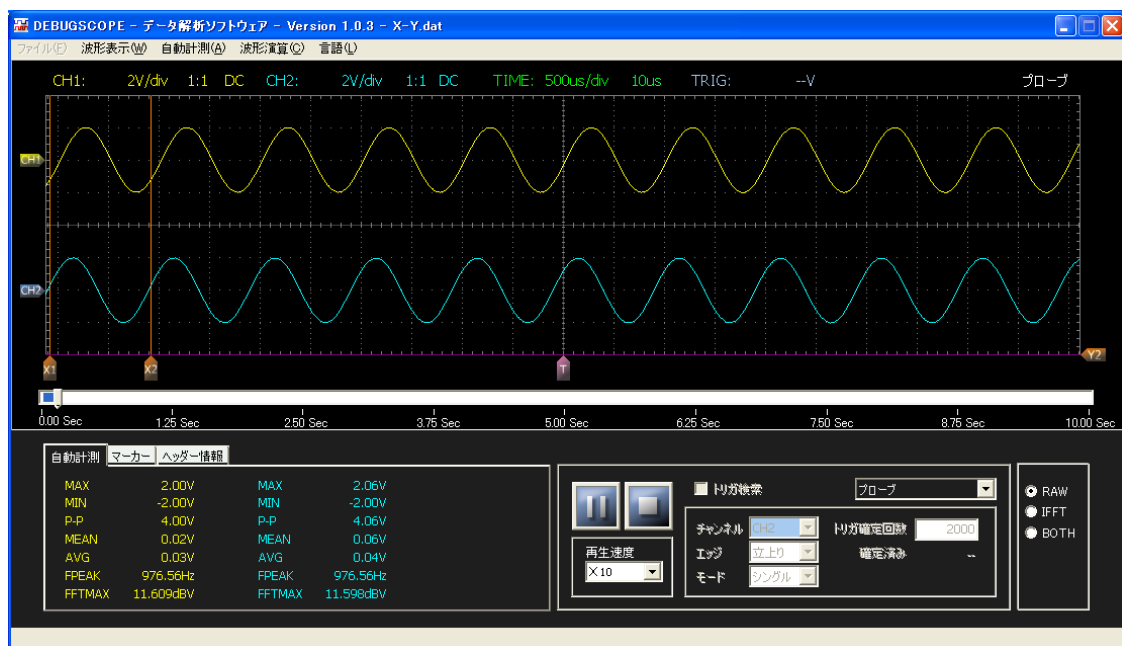 DEBUGSCOPE - データ解析ソフトウェア - Version 1.0.3 - X-Y.dat
ファイル(F) 波形表示(W) 自動計測(A) 波形演算(C) 言語(L)
CH1: 2V/div 1:1 DC CH2: 2V/div 1:1 DC TIME: 500us/div 10us TRIG: --V プローブ
CH1
CH2
Y2
X1 X2 T
0.00 Sec 1.25 Sec 2.50 Sec 3.75 Sec 5.00 Sec 6.25 Sec 7.50 Sec 8.75 Sec 10.00 Sec
自動計測 マーカー ヘッダー情報
MAX 2.00V MAX 2.06V
MIN -2.00V MIN -2.00V
P-P 4.00V P-P 4.06V
MEAN 0.02V MEAN 0.06V
AVG 0.03V AVG 0.04V
FPEAK 976.56Hz FPEAK 976.56Hz
FFTMAX 11.609dBV FFTMAX 11.598dBV
再生速度
×10
トリガ検索 プローブ
チャンネル CH2 トリガ確定回数 2000
エッジ 立上り 確定済み --
モード シングル
RAW
IFFT
BOTH